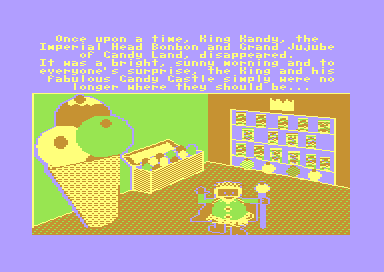 Once upon a time, King Kandy, the
Imperial Head Bonbon and Grand Jujube
of Candy Land, disappeared.
It was a bright, sunny morning and to
everyone's surprise, the King and his
fabulous Candy Castle simply were no
longer where they should be...